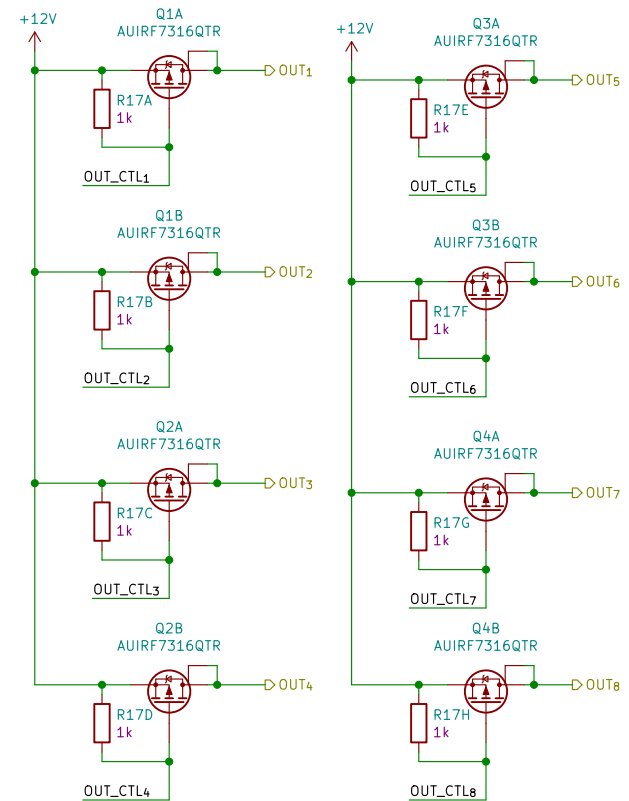 +12V
Q1A
AUIRF7316QTR
OUT1
R17A
1k
OUT_CTL1
Q1B
AUIRF7316QTR
OUT2
R17B
1k
OUT_CTL2
Q2A
AUIRF7316QTR
OUT3
R17C
1k
OUT_CTL3
Q2B
AUIRF7316QTR
OUT4
R17D
1k
OUT_CTL4
+12V
Q3A
AUIRF7316QTR
OUT5
R17E
1k
OUT_CTL5
Q3B
AUIRF7316QTR
OUT6
R17F
1k
OUT_CTL6
Q4A
AUIRF7316QTR
OUT7
R17G
1k
OUT_CTL7
Q4B
AUIRF7316QTR
OUT8
R17H
1k
OUT_CTL8